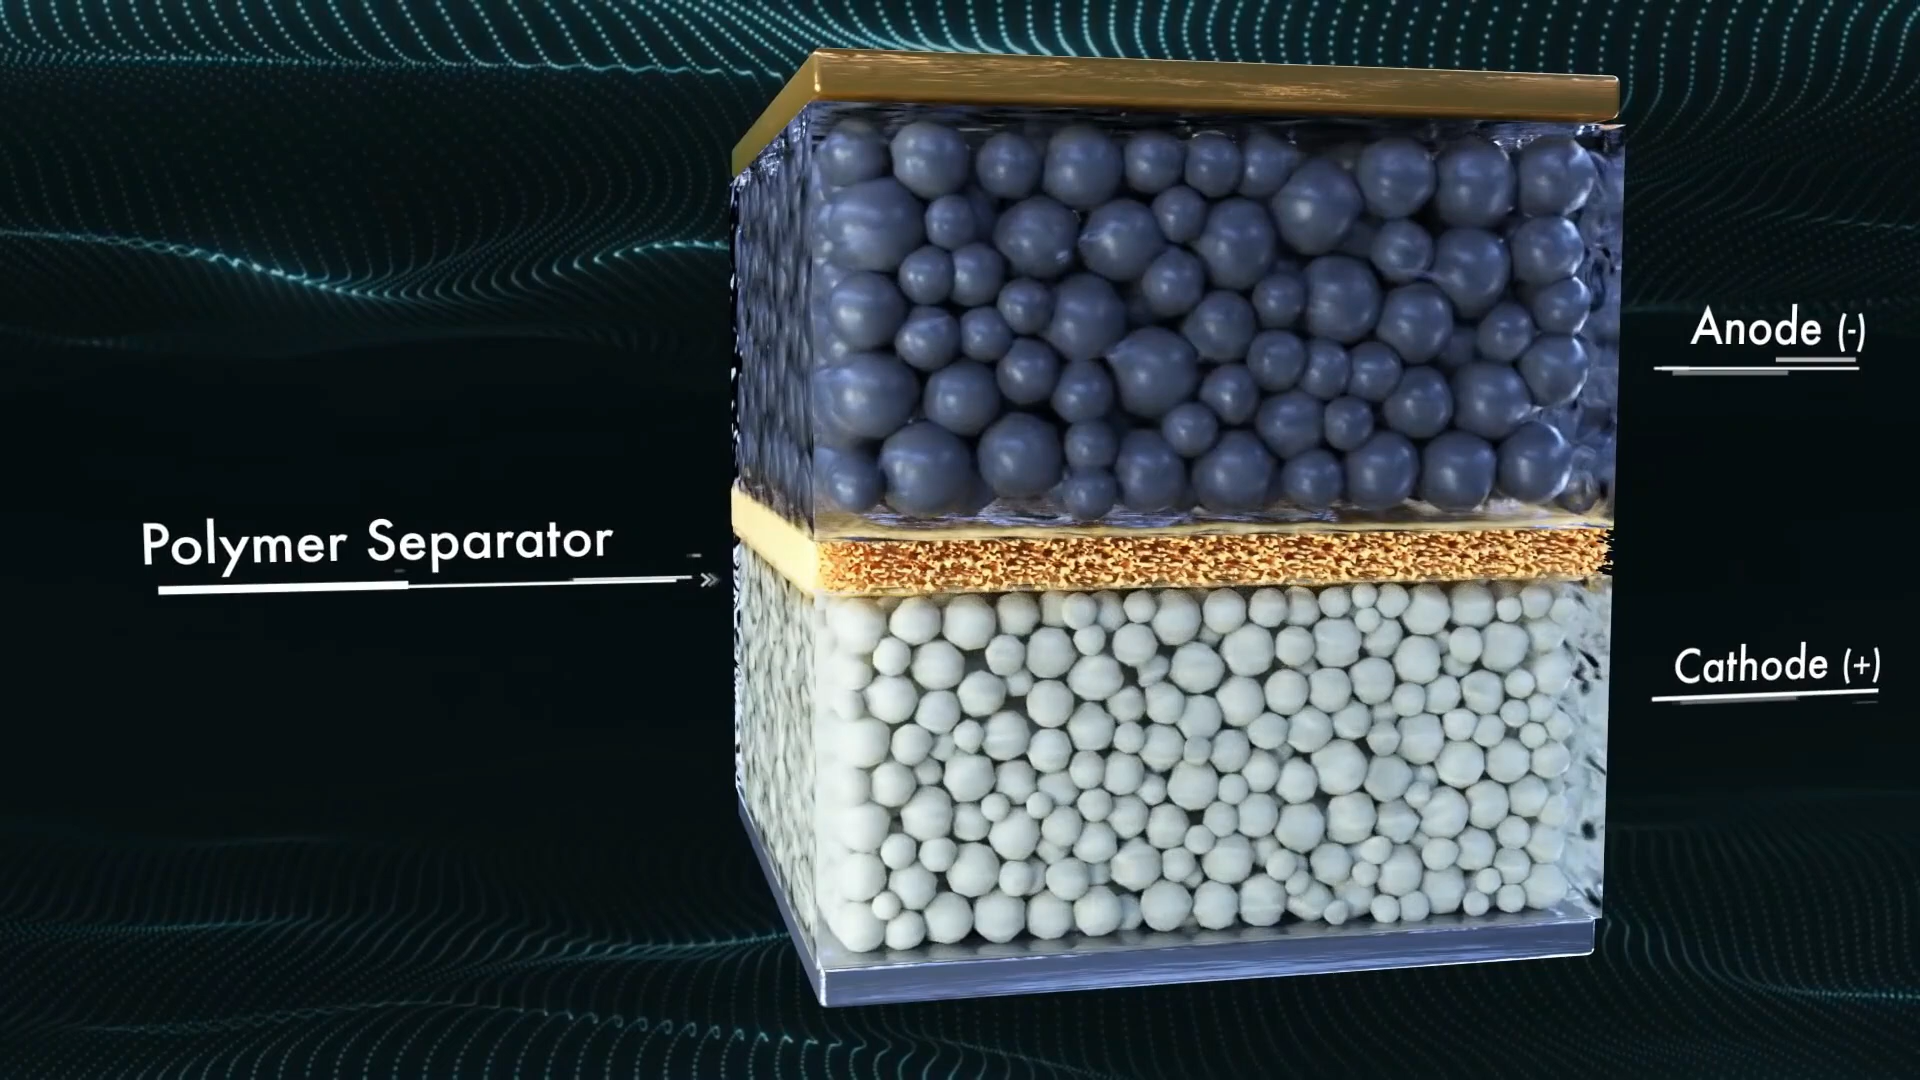 Anode (-)
Polymer Separator
Cathode (+)